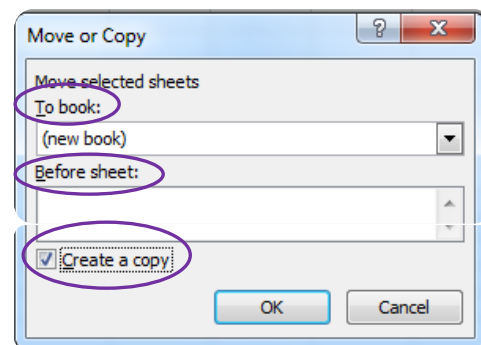 Move or Copy
Move selected sheets
To book:
(new book)
Before sheet:
Create a copy
OK Cancel